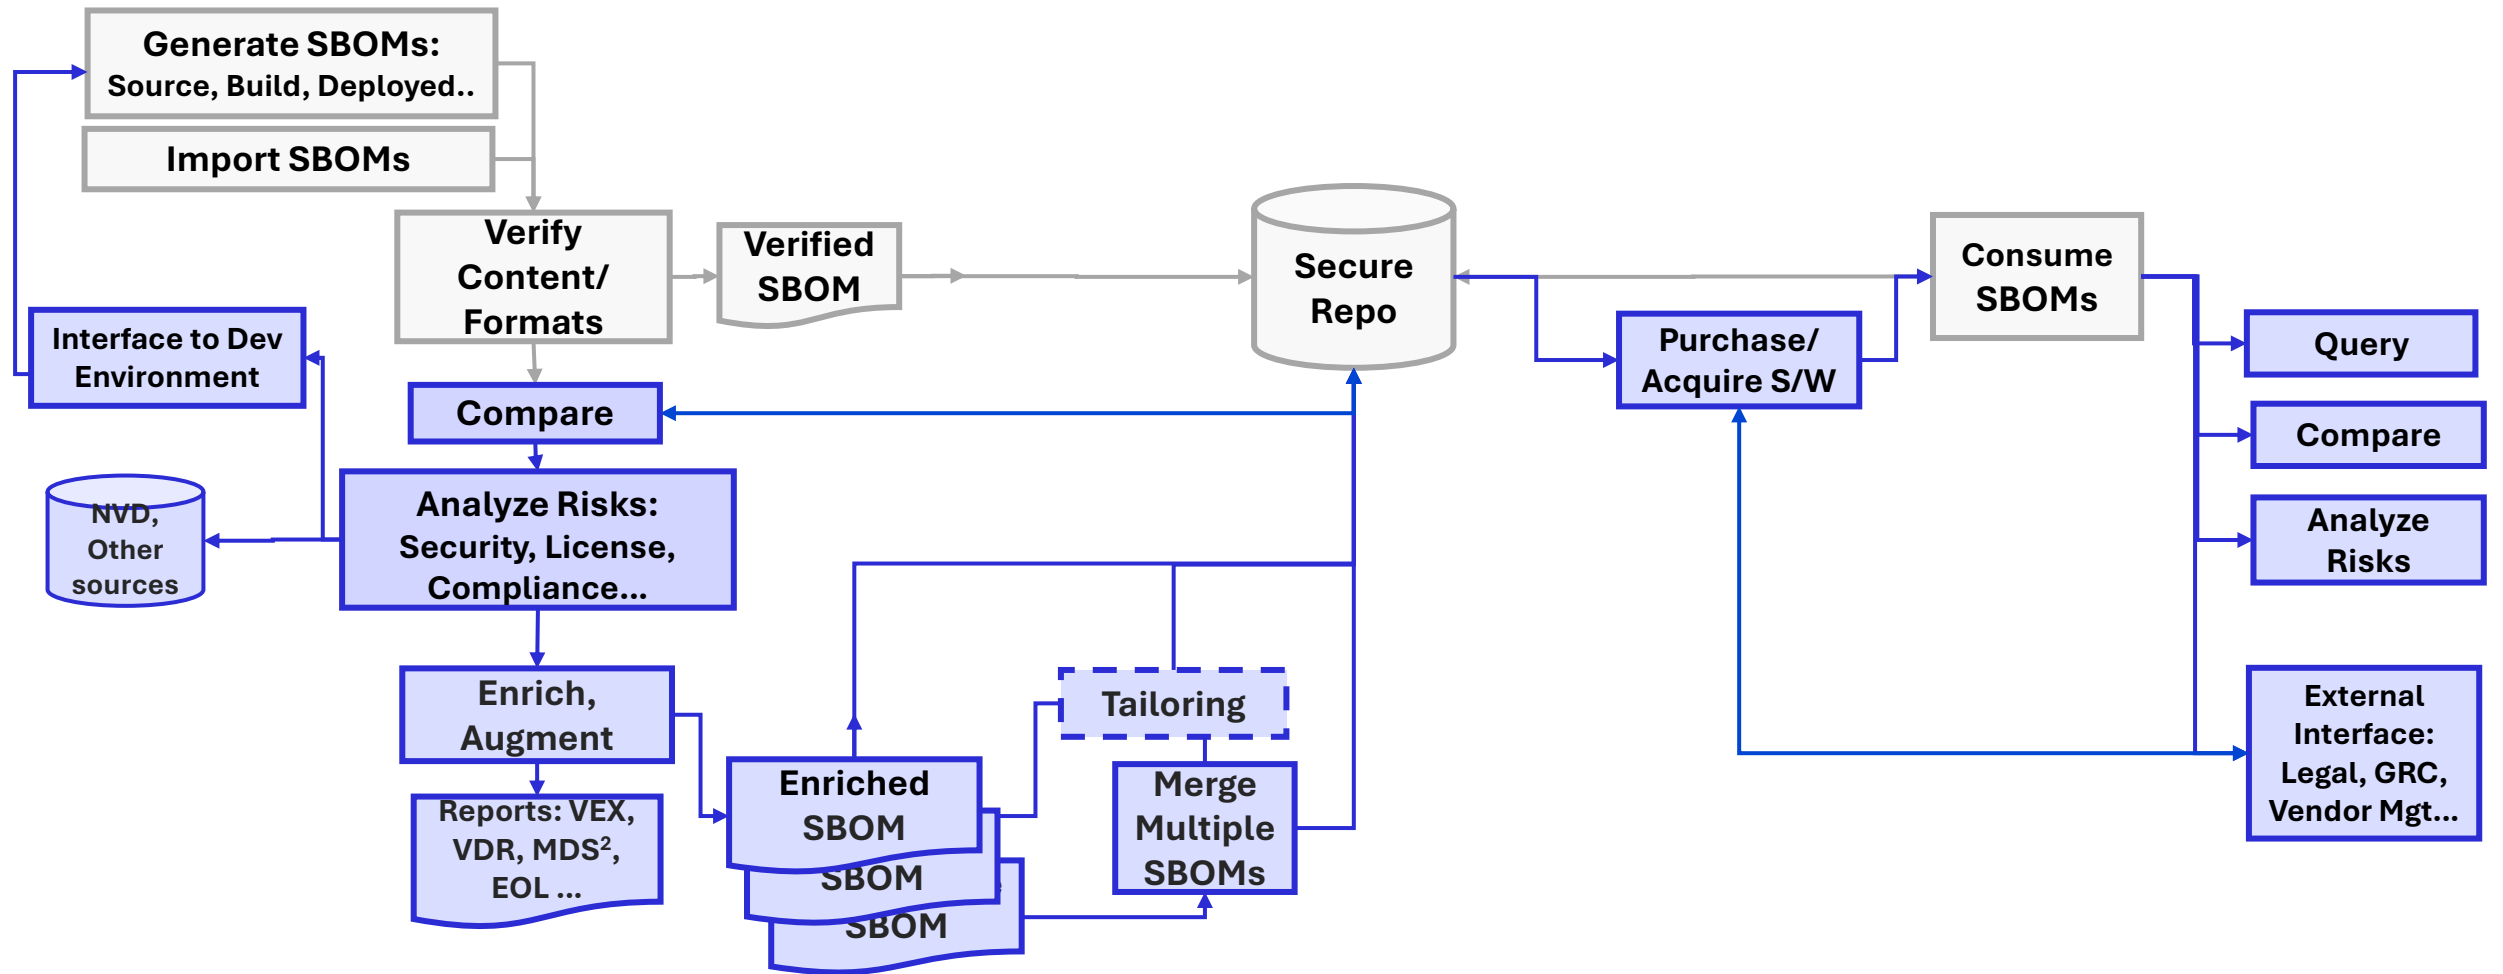 Generate SBOMs:
Source, Build, Deployed..
Import SBOMs
Verify
Content/
Formats
Verified
SBOM
Secure
Repo
Consume
SBOMs
Interface to Dev
Environment
Purchase/
Acquire S/W
Query
Compare
Compare
NVD,
Other
sources
Analyze Risks:
Security, License,
Compliance...
Analyze
Risks
Enrich,
Augment
Tailoring
External
Interface:
Legal, GRC,
Vendor Mgt...
Reports: VEX,
VDR, MDS²,
EOL ...
Enriched
SBOM
SBOM
SBOM
Merge
Multiple
SBOMs